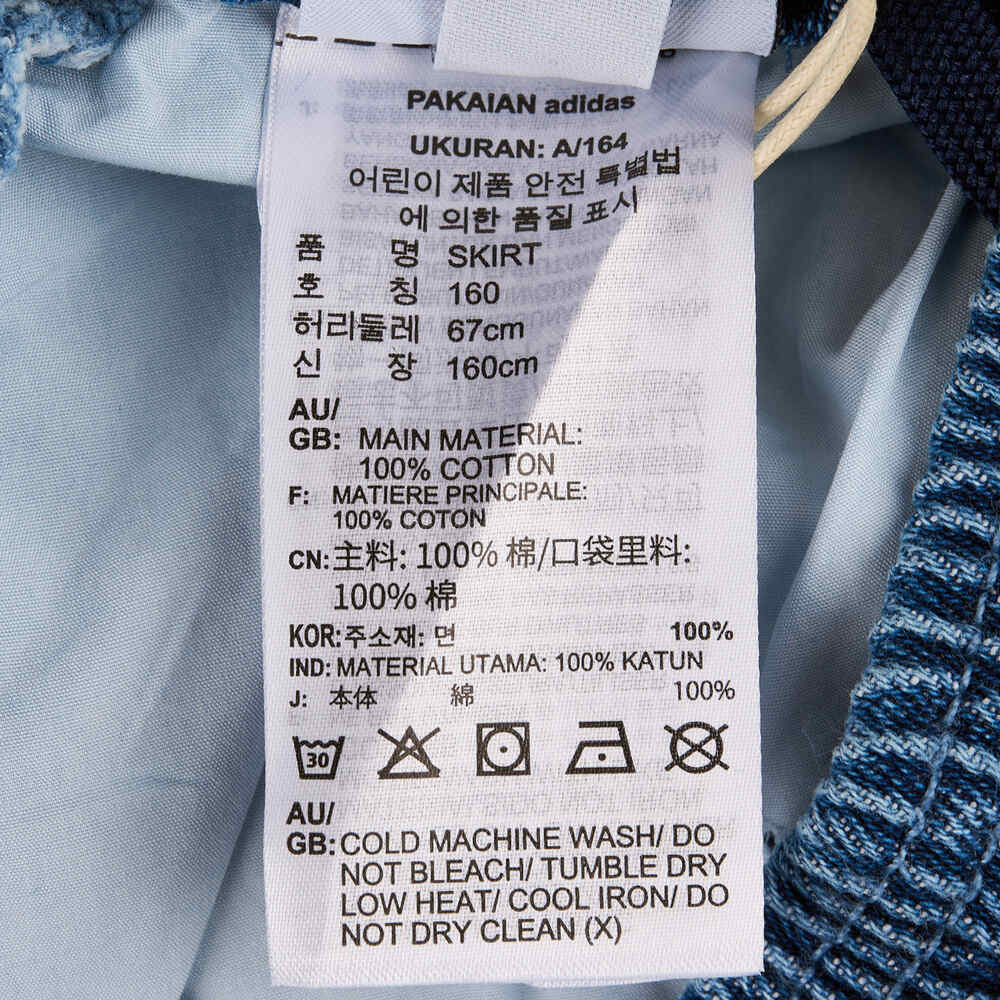 PAKAIAN adidas
UKURAN: A/164
어린이 제품 안전 특별법
에 의한 품질 표시
품 명 SKIRT
호 칭 160
허리둘레 67cm
신 장 160cm
AU/
GB: MAIN MATERIAL:
100% COTTON
F: MATIERE PRINCIPALE:
100% COTON
CN: 主料: 100% 棉/口袋里料:
100% 棉
KOR: 주소재: 면 100%
IND: MATERIAL UTAMA: 100% KATUN
J: 本体 綿 100%
30
AU/
GB: COLD MACHINE WASH/ DO
NOT BLEACH/ TUMBLE DRY
LOW HEAT/ COOL IRON/ DO
NOT DRY CLEAN (X)